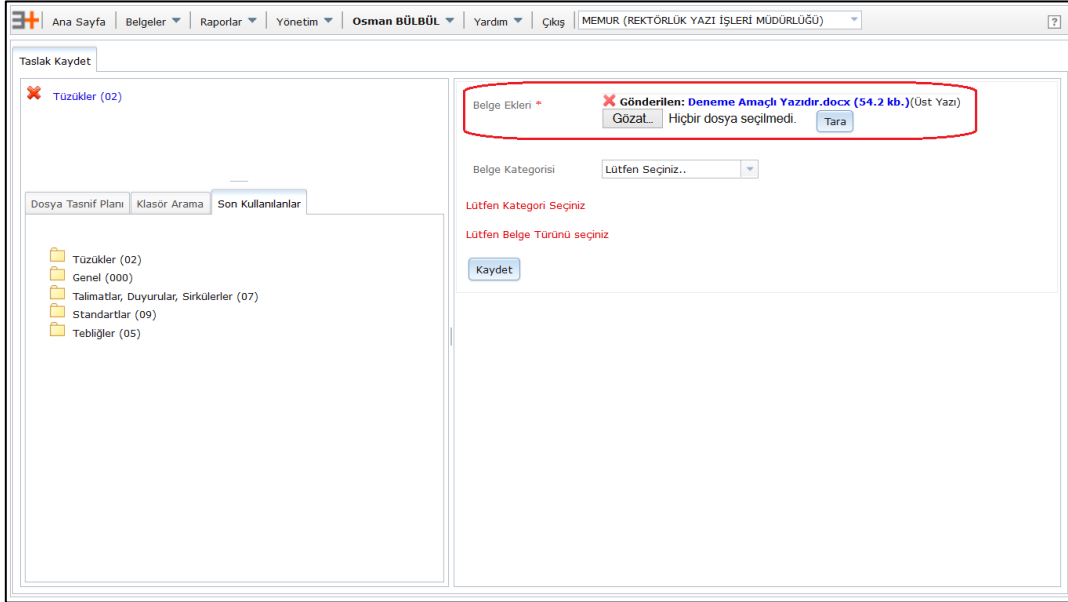 Ana Sayfa Belgeler Raporlar Yönetim Osman BÜLBÜL Yardım Çıkış MEMUR (REKTÖRLÜK YAZI İŞLERİ MÜDÜRLÜĞÜ) ?
Taslak Kaydet
Tüzükler (02)
Dosya Tasnif Planı Klasör Arama Son Kullanılanlar
Tüzükler (02)
Genel (000)
Talimatlar, Duyurular, Sirkülerler (07)
Standartlar (09)
Tebliğler (05)
Belge Ekleri * Gönderilen: Deneme Amaçlı Yazıdır.docx (54.2 kb.)(Üst Yazı)
Gözat... Hiçbir dosya seçilmedi. Tara
Belge Kategorisi Lütfen Seçiniz..
Lütfen Kategori Seçiniz
Lütfen Belge Türünü seçiniz
Kaydet